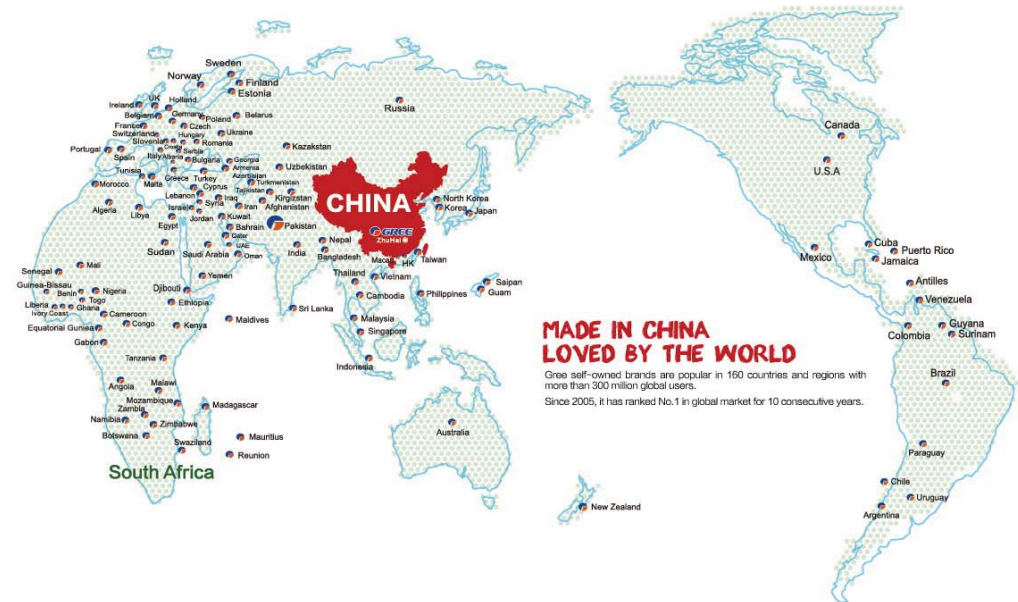 Sweden
Norway
Finland
Estonia
Ireland
UK
Holland
Belgiam
Germany
Poland
Belarus
France
Czech
Switzerlande
Hungary
Ukraine
Slovenia
Croatia
Romania
Serbia
Portugal
Spain
Italy
Albania
Bulgaria
Georgia
Armenia
Azerbiijan
Tunisia
Malta
Greece
Turkey
Turkmenistan
Morocco
Cyprus
Tajikistan
Kirgizstan
Lebanon
Iraq
Iran
Afghanistan
Algeria
Libya
Israel
Syria
Jordan
Kuwait
Egypt
Bahrain
Pakistan
Qater
UAE
Oman
Sudan
Saudi Arabia
Yemen
Russia
Kazakstan
Uzbekistan
CHINA
GREE
ZhuHai
North Korea
Korea
Japan
Nepal
India
Bangladesh
Macao
HK
Taiwan
Thailand
Vietnam
Sri Lanka
Cambodia
Philippines
Saipan
Guam
Malaysia
Singapore
Indonesia
Maldives
Senegal
Mali
Guinea-Bissau
Benin
Nigeria
Djibouti
Togo
Liberia
Ghana
Ivory Coast
Cameroon
Ethiopia
Equatorial Guniea
Congo
Kenya
Gabon
Tanzania
Angola
Malawi
Mozambique
Zambia
Madagascar
Namibia
Zimbabwe
Botswana
Swaziland
Mauritius
Reunion
South Africa
Australia
New Zealand
MADE IN CHINA
LOVED BY THE WORLD
Gree self-owned brands are popular in 160 countries and regions with
more than 300 million global users.
Since 2005, it has ranked No.1 in global market for 10 consecutive years.
Canada
U.S.A
Mexico
Cuba
Puerto Rico
Jamaica
Antilles
Venezuela
Colombia
Guyana
Surinam
Brazil
Paraguay
Chile
Uruguay
Argentina